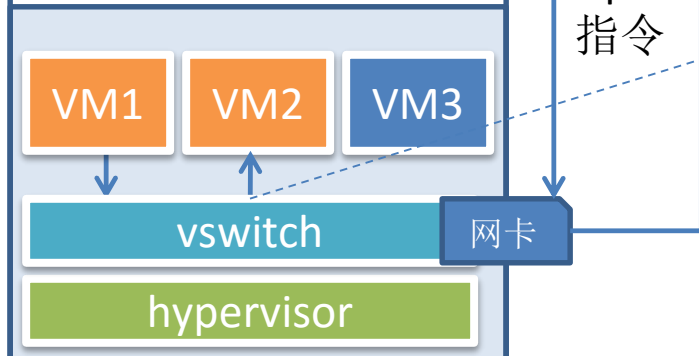 指令
VM1 VM2 VM3
vswitch 网卡
hypervisor